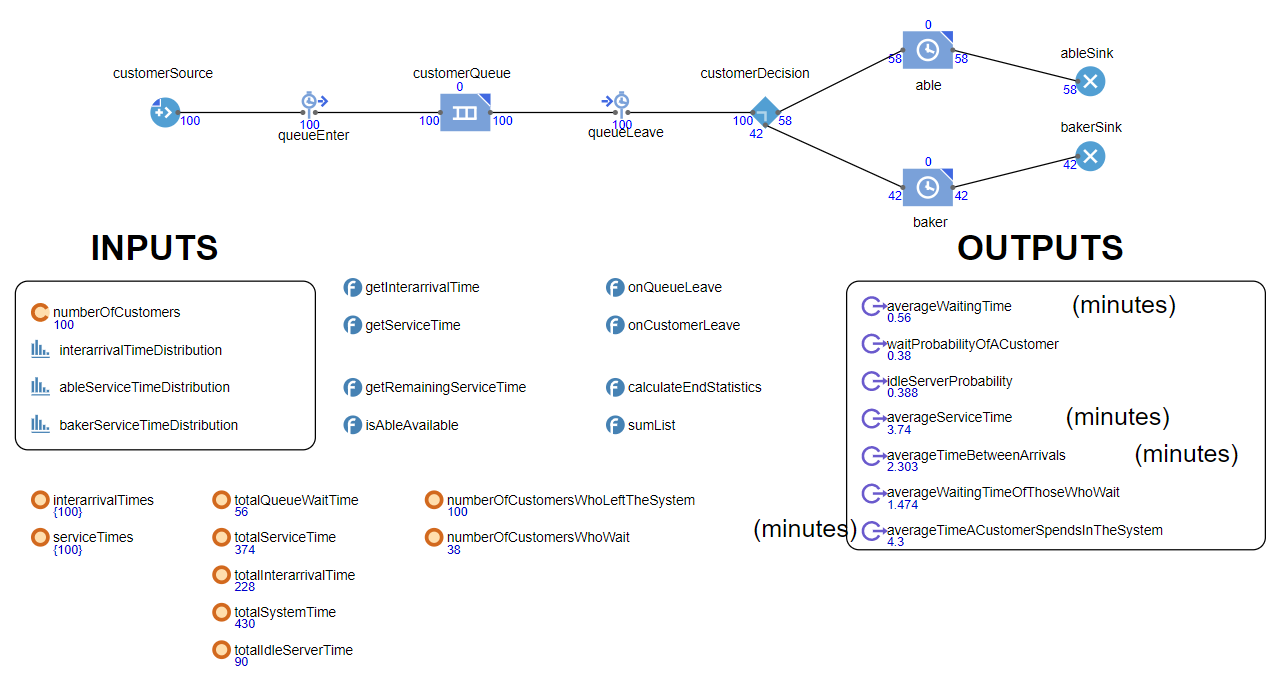 0
customerSource
customerQueue
customerDecision
ableSink
58
58
0
able
58
100
100
100
100
100
100
58
queueEnter
queueLeave
42
bakerSink
0
42
42
42
baker
INPUTS
OUTPUTS
numberOfCustomers
100
interarrivalTimeDistribution
ableServiceTimeDistribution
bakerServiceTimeDistribution
getInterarrivalTime
getServiceTime
getRemainingServiceTime
isAbleAvailable
onQueueLeave
onCustomerLeave
calculateEndStatistics
sumList
averageWaitingTime (minutes)
0.56
waitProbabilityOfACustomer
0.38
idleServerProbability
0.388
averageServiceTime (minutes)
3.74
averageTimeBetweenArrivals (minutes)
2.303
averageWaitingTimeOfThoseWhoWait
1.474
(minutes) averageTimeACustomerSpendsInTheSystem
4.3
interarrivalTimes
{100}
serviceTimes
{100}
totalQueueWaitTime
56
totalServiceTime
374
totalInterarrivalTime
228
totalSystemTime
430
totalIdleServerTime
90
numberOfCustomersWhoLeftTheSystem
100
numberOfCustomersWhoWait
38